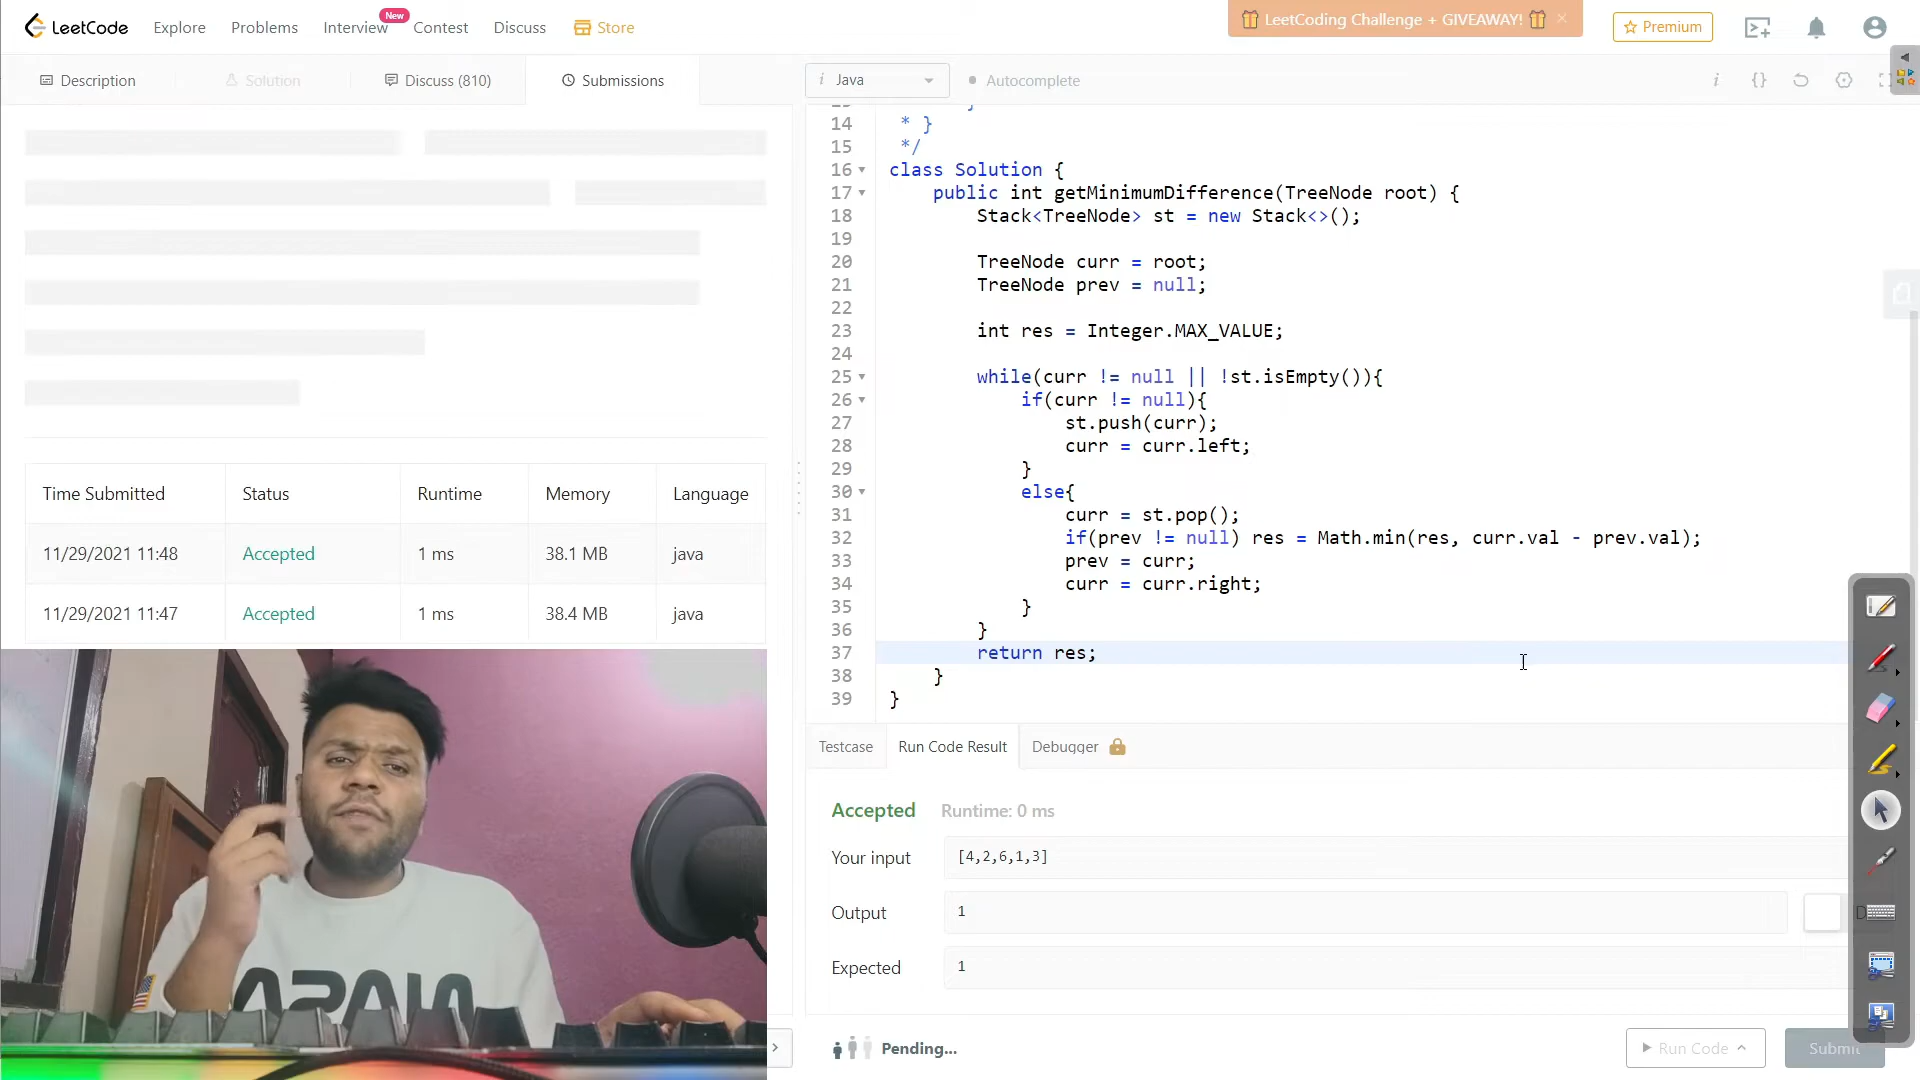 LeetCode
Explore
Problems
Interview
New
Contest
Discuss
Store
LeetCoding Challenge + GIVEAWAY!
Premium
Description
Solution
Discuss (810)
Submissions
i Java
Autocomplete
Time Submitted Status Runtime Memory Language
11/29/2021 11:48 Accepted 1 ms 38.1 MB java
11/29/2021 11:47 Accepted 1 ms 38.4 MB java
14 * }
15 */
16 class Solution {
17 public int getMinimumDifference(TreeNode root) {
18 Stack<TreeNode> st = new Stack<>();
19
20 TreeNode curr = root;
21 TreeNode prev = null;
22
23 int res = Integer.MAX_VALUE;
24
25 while(curr != null || !st.isEmpty()){
26 if(curr != null){
27 st.push(curr);
28 curr = curr.left;
29 }
30 else{
31 curr = st.pop();
32 if(prev != null) res = Math.min(res, curr.val - prev.val);
33 prev = curr;
34 curr = curr.right;
35 }
36 }
37 return res;
38 }
39 }
Testcase
Run Code Result
Debugger
Accepted Runtime: 0 ms
Your input [4,2,6,1,3]
Output 1
Expected 1
Pending...
Run Code
Submit